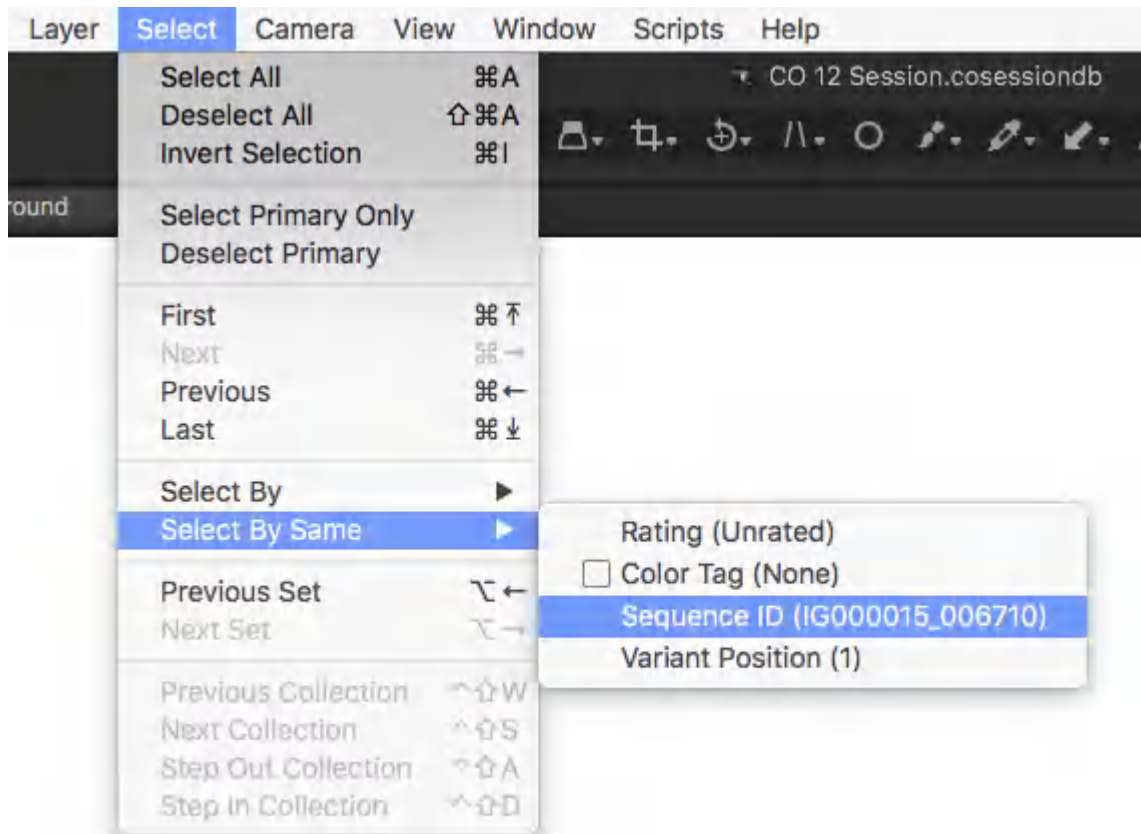 Layer Select Camera View Window Scripts Help
CO 12 Session.cosessiondb
round
Select All ⌘A
Deselect All ⇧⌘A
Invert Selection ⌘I
Select Primary Only
Deselect Primary
First ⌘⤒
Next ⌘→
Previous ⌘←
Last ⌘⤓
Select By ▶
Select By Same ▶
Rating (Unrated)
Color Tag (None)
Sequence ID (IG000015_006710)
Variant Position (1)
Previous Set ⌥←
Next Set ⌥→
Previous Collection ⌃⇧W
Next Collection ⌃⇧S
Step Out Collection ⌃⇧A
Step In Collection ⌃⇧D